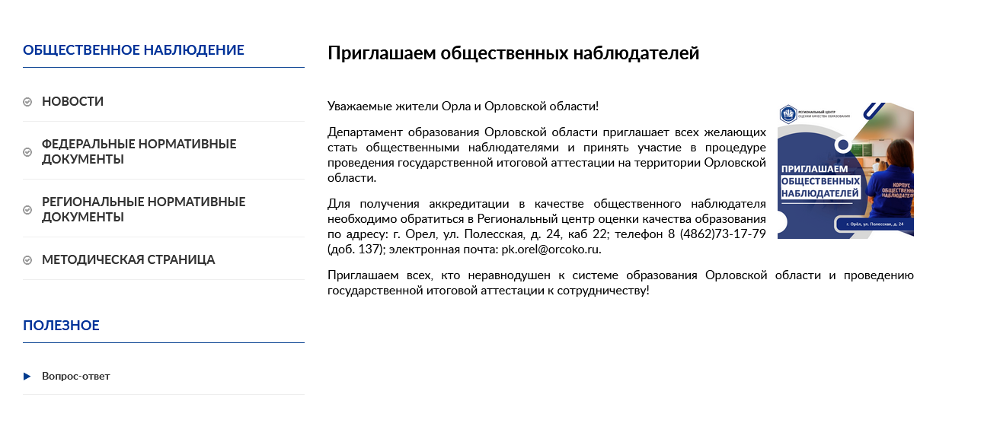 ОБЩЕСТВЕННОЕ НАБЛЮДЕНИЕ
НОВОСТИ
ФЕДЕРАЛЬНЫЕ НОРМАТИВНЫЕ
ДОКУМЕНТЫ
РЕГИОНАЛЬНЫЕ НОРМАТИВНЫЕ
ДОКУМЕНТЫ
МЕТОДИЧЕСКАЯ СТРАНИЦА
ПОЛЕЗНОЕ
Вопрос-ответ
Приглашаем общественных наблюдателей
Уважаемые жители Орла и Орловской области!
Департамент образования Орловской области приглашает всех желающих
стать общественными наблюдателями и принять участие в процедуре
проведения государственной итоговой аттестации на территории Орловской
области.
Для получения аккредитации в качестве общественного наблюдателя
необходимо обратиться в Региональный центр оценки качества образования
по адресу: г. Орел, ул. Полесская, д. 24, каб 22; телефон 8 (4862)73-17-79
(доб. 137); электронная почта: pk.orel@orcoko.ru.
Приглашаем всех, кто неравнодушен к системе образования Орловской области и проведению
государственной итоговой аттестации к сотрудничеству!
РЕГИОНАЛЬНЫЙ ЦЕНТР
ОЦЕНКИ КАЧЕСТВА ОБРАЗОВАНИЯ
ПРИГЛАШАЕМ
ОБЩЕСТВЕННЫХ
НАБЛЮДАТЕЛЕЙ
КОРПУС
ОБЩЕСТВЕННЫ
НАБЛЮДАТЕЛ
г. Орёл, ул. Полесская, д. 24